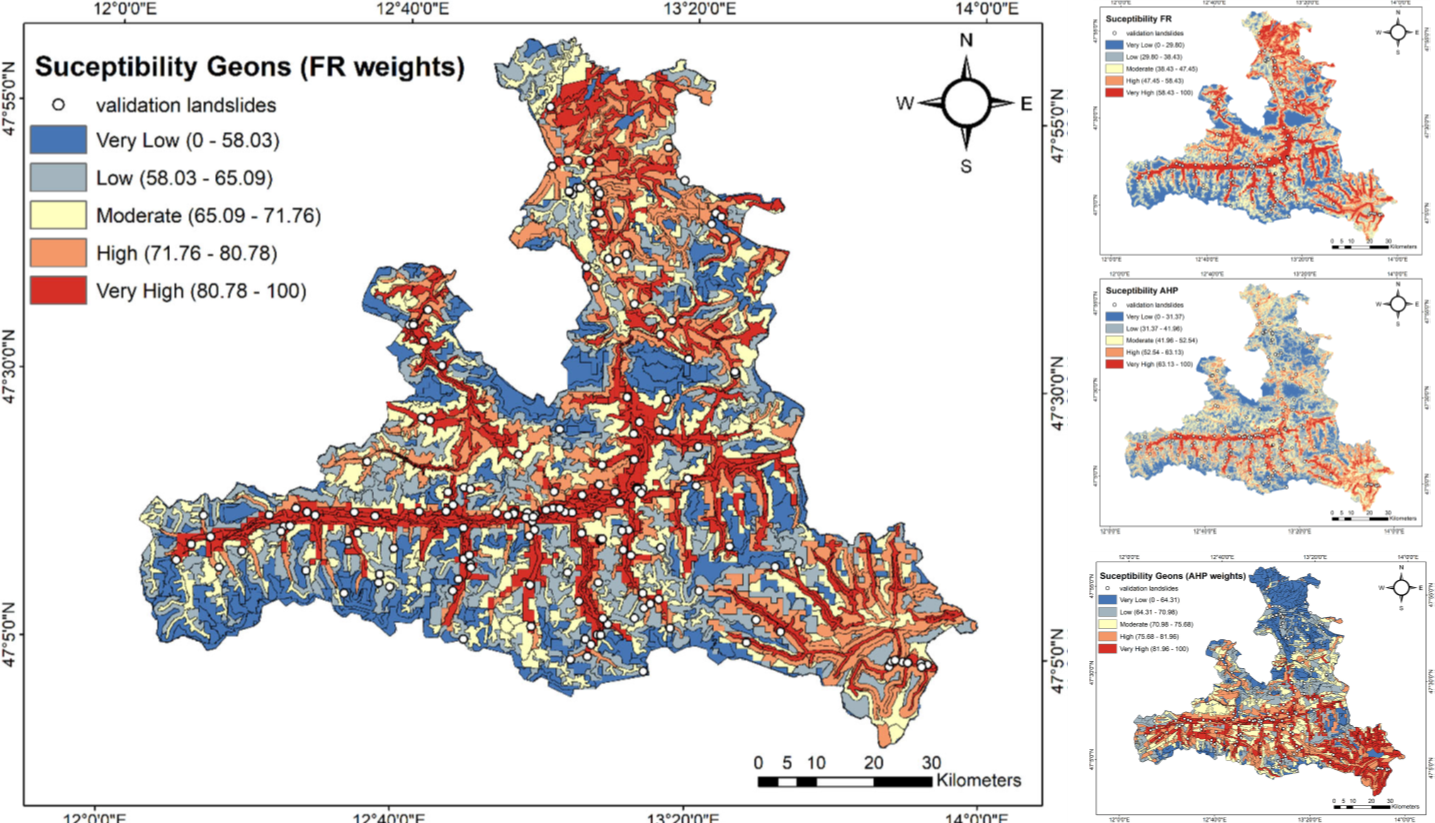 12°0'0"E 12°40'0"E 13°20'0"E 14°0'0"E
Suceptibility Geons (FR weights)
validation landslides
Very Low (0 - 58.03)
Low (58.03 - 65.09)
Moderate (65.09 - 71.76)
High (71.76 - 80.78)
Very High (80.78 - 100)
N
W E
S
47°55'0"N 47°55'0"N
47°30'0"N 47°30'0"N
47°5'0"N 47°5'0"N
0 5 10 20 30
Kilometers
12°0'0"E 12°40'0"E 13°20'0"E 14°0'0"E
12°0'0"E 12°40'0"E 13°20'0"E 14°0'0"E
Suceptibility FR
validation landslides
Very Low (0 - 29.80)
Low (29.80 - 38.43)
Moderate (38.43 - 47.45)
High (47.45 - 58.43)
Very High (58.43 - 100)
N
W E
S
0 5 10 20 30
Kilometers
12°0'0"E 12°40'0"E 13°20'0"E 14°0'0"E
12°0'0"E 12°40'0"E 13°20'0"E 14°0'0"E
Suceptibility AHP
validation landslides
Very Low (0 - 31.37)
Low (31.37 - 41.96)
Moderate (41.96 - 52.54)
High (52.54 - 63.13)
Very High (63.13 - 100)
N
W E
S
0 5 10 20 30
Kilometers
12°0'0"E 12°40'0"E 13°20'0"E 14°0'0"E
12°0'0"E 12°40'0"E 13°20'0"E 14°0'0"E
Suceptibility Geons (AHP weights)
validation landslides
Very Low (0 - 64.31)
Low (64.31 - 70.98)
Moderate (70.98 - 75.68)
High (75.68 - 81.96)
Very High (81.96 - 100)
N
W E
S
0 5 10 20 30
Kilometers
12°0'0"E 12°40'0"E 13°20'0"E 14°0'0"E